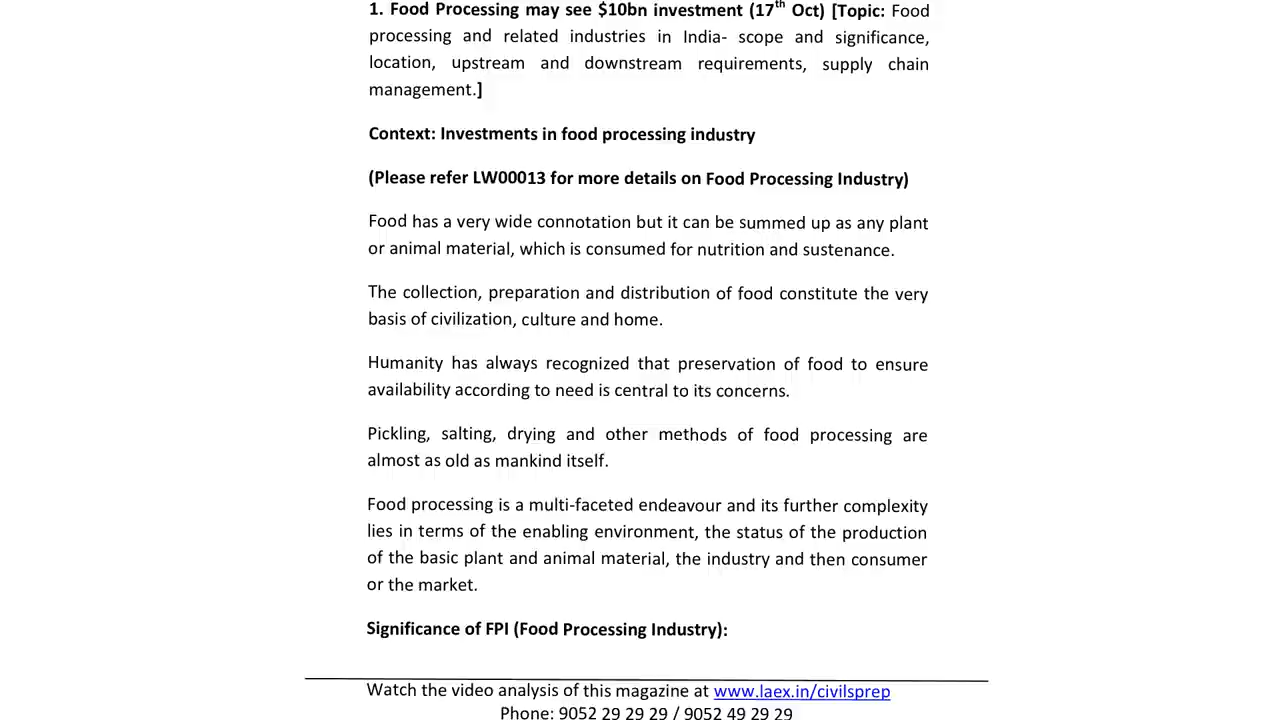 1. Food Processing may see $10bn investment (17th Oct) [Topic: Food
processing and related industries in India- scope and significance,
location, upstream and downstream requirements, supply chain
management.]
Context: Investments in food processing industry
(Please refer LW00013 for more details on Food Processing Industry)
Food has a very wide connotation but it can be summed up as any plant
or animal material, which is consumed for nutrition and sustenance.
The collection, preparation and distribution of food constitute the very
basis of civilization, culture and home.
Humanity has always recognized that preservation of food to ensure
availability according to need is central to its concerns.
Pickling, salting, drying and other methods of food processing are
almost as old as mankind itself.
Food processing is a multi-faceted endeavour and its further complexity
lies in terms of the enabling environment, the status of the production
of the basic plant and animal material, the industry and then consumer
or the market.
Significance of FPI (Food Processing Industry):
Watch the video analysis of this magazine at www.laex.in/civilsprep
Phone: 9052 29 29 29 / 9052 49 29 29